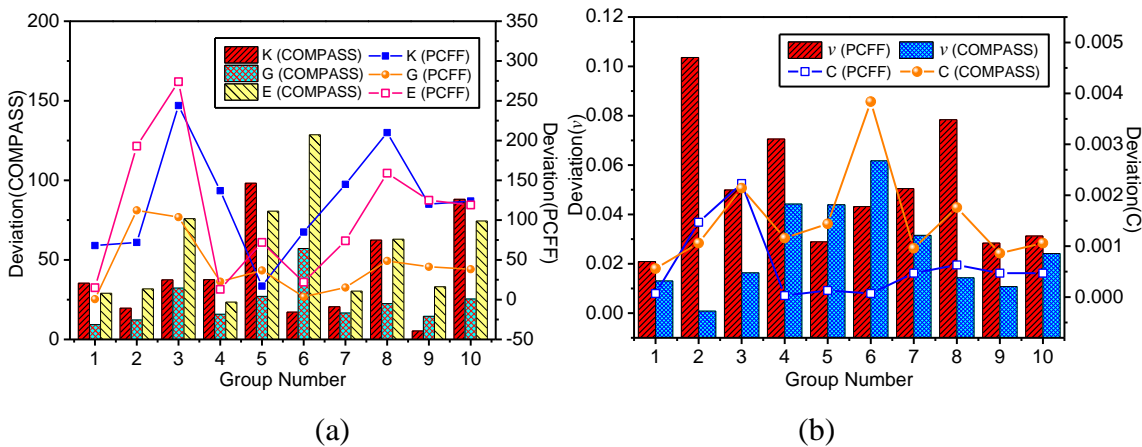 200
150
100
50
0
350
300
250
200
150
100
50
0
-50
K (COMPASS)
G (COMPASS)
E (COMPASS)
K (PCFF)
G (PCFF)
E (PCFF)
Deviation(COMPASS)
Deviation(PCFF)
1 2 3 4 5 6 7 8 9 10
Group Number
(a)
0.12
0.10
0.08
0.06
0.04
0.02
0.00
0.005
0.004
0.003
0.002
0.001
0.000
ν (PCFF) ν (COMPASS)
C (PCFF) C (COMPASS)
Deviation(ν)
Deviation(C)
1 2 3 4 5 6 7 8 9 10
Group Number
(b)